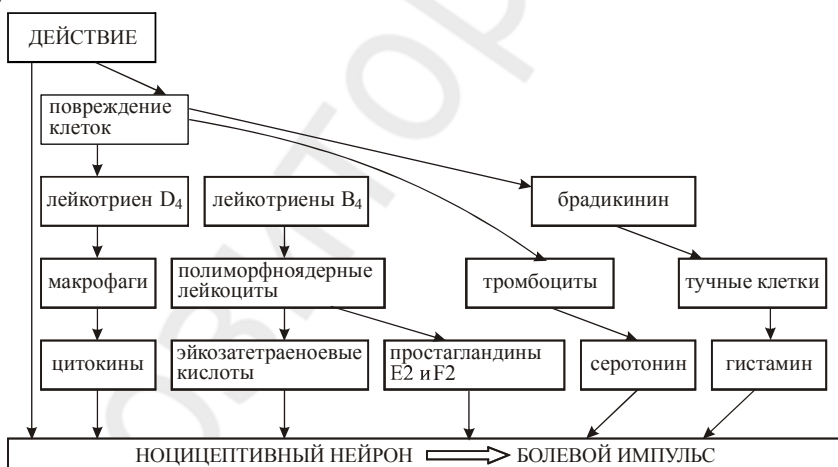 ДЕЙСТВИЕ
повреждение
клеток
лейкотриен D₄
лейкотриены B₄
брадикинин
макрофаги
полиморфноядерные
лейкоциты
тромбоциты
тучные клетки
цитокины
эйкозатетраеноевые
кислоты
простагландины
E2 и F2
серотонин
гистамин
НОЦИЦЕПТИВНЫЙ НЕЙРОН БОЛЕВОЙ ИМПУЛЬС